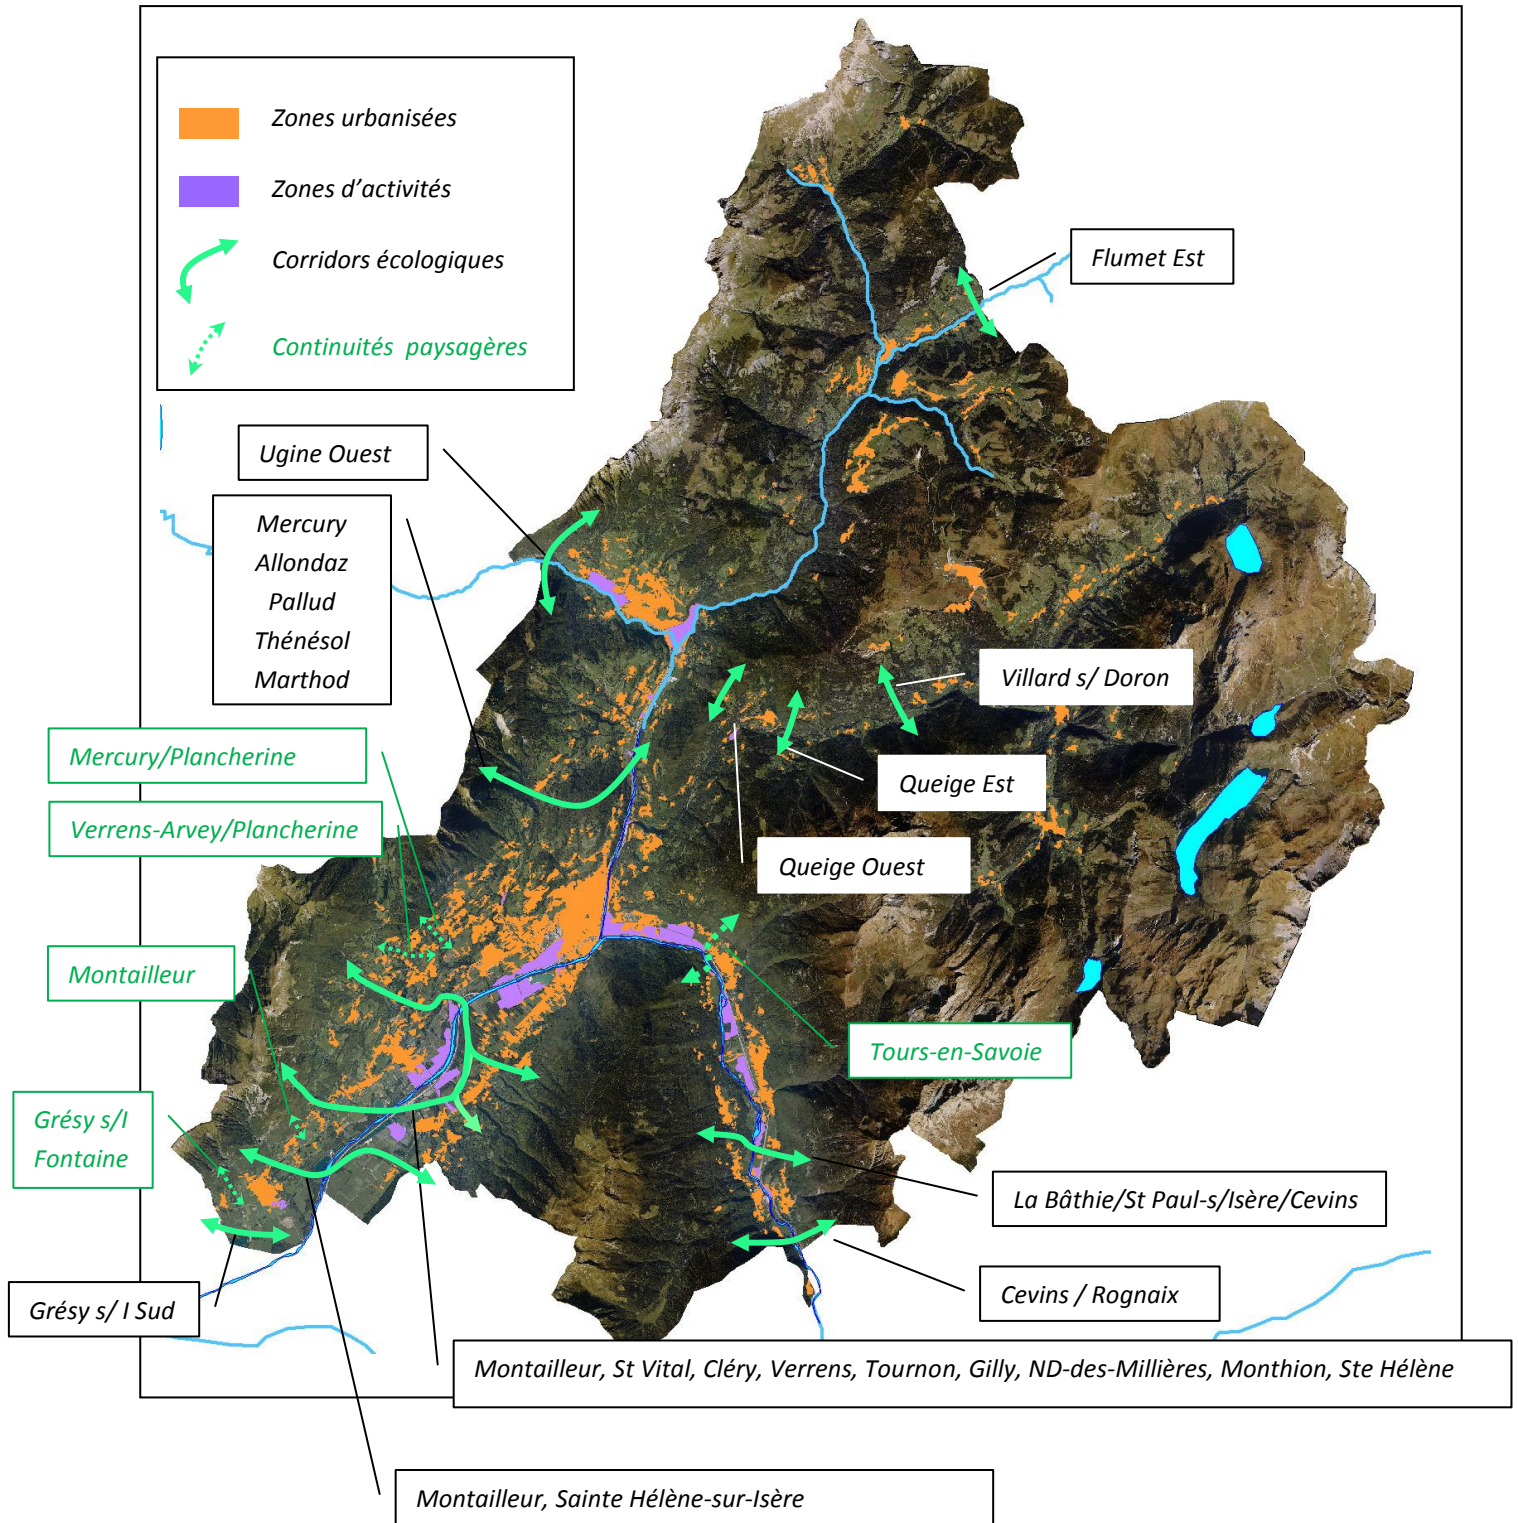 Zones urbanisées
Zones d’activités
Corridors écologiques
Continuités paysagères
Flumet Est
Ugine Ouest
Mercury
Allondaz
Pallud
Thénésol
Marthod
Villard s/ Doron
Mercury/Plancherine
Queige Est
Verrens-Arvey/Plancherine
Queige Ouest
Montailleur
Tours-en-Savoie
Grésy s/I
Fontaine
La Bâthie/St Paul-s/Isère/Cevins
Cevins / Rognaix
Grésy s/ I Sud
Montailleur, St Vital, Cléry, Verrens, Tournon, Gilly, ND-des-Millières, Monthion, Ste Hélène
Montailleur, Sainte Hélène-sur-Isère